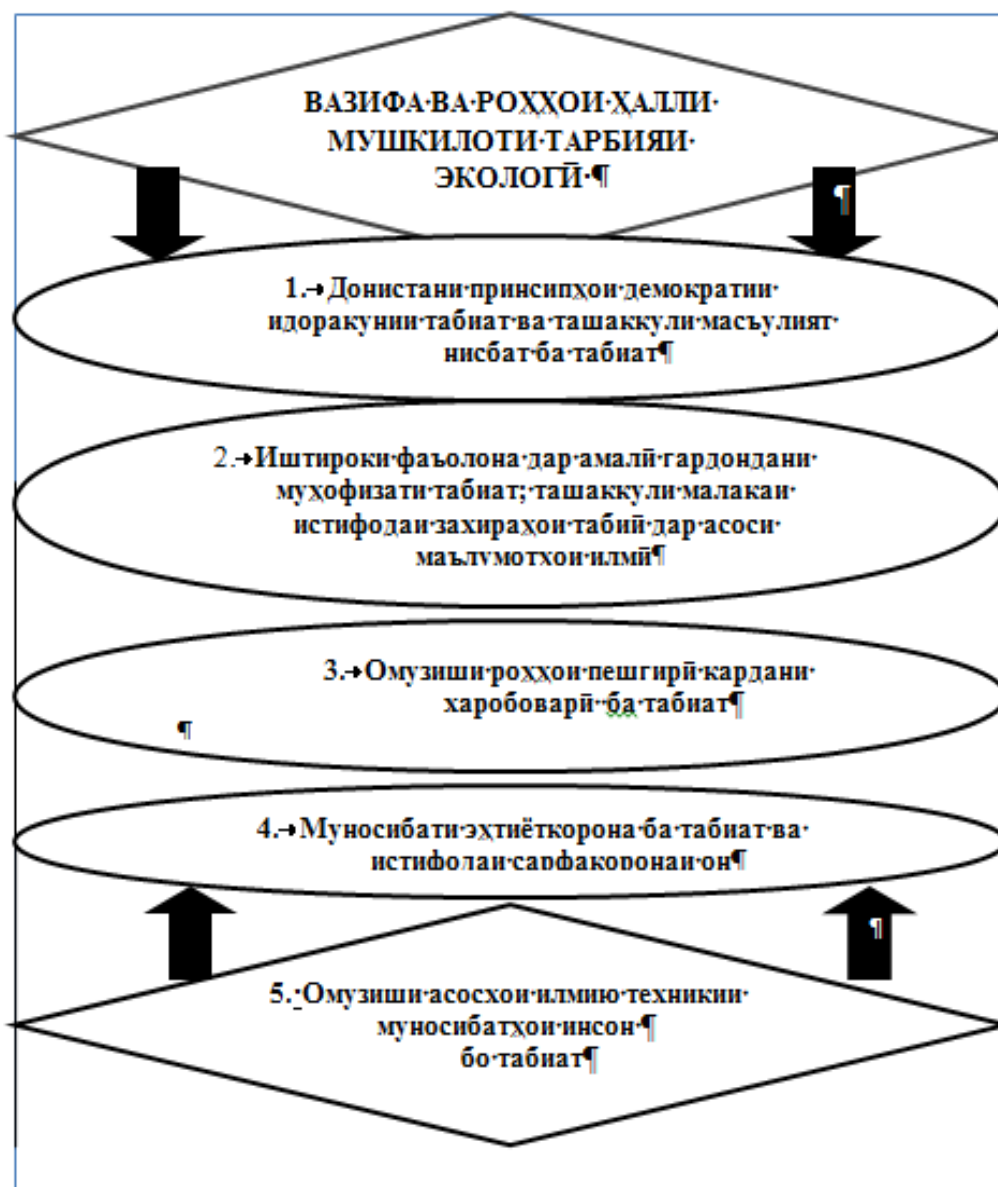 ВАЗИФА ВА РОҲҲОИ ҲАЛЛИ
МУШКИЛОТИ ТАРБИЯИ
ЭКОЛОГӢ
1. Донистани принсипҳои демократии
идоракунии табиат ва ташаккули масъулият
нисбат ба табиат
2. Иштироки фаъолона дар амалӣ гардондани
муҳофизати табиат; ташаккули малакаи
истифодаи захираҳои табиӣ дар асоси
маълумотҳои илмӣ
3. Омузиши роҳҳои пешгирӣ кардани
харобоварӣ ба табиат
4. Муносибати эҳтиёткорона ба табиат ва
истифодаи сарфакоронаи он
5. Омузиши асосҳои илмию техникии
муносибатҳои инсон
бо табиат